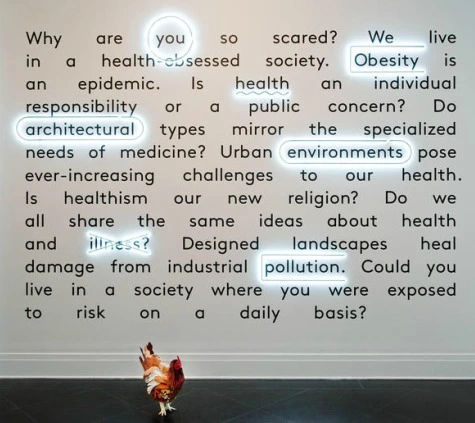 Why are you so scared? We live
in a health-obsessed society. Obesity is
an epidemic. Is health an individual
responsibility or a public concern? Do
architectural types mirror the specialized
needs of medicine? Urban environments pose
ever-increasing challenges to our health.
Is healthism our new religion? Do we
all share the same ideas about health
and illness? Designed landscapes heal
damage from industrial pollution. Could you
live in a society where you were exposed
to risk on a daily basis?